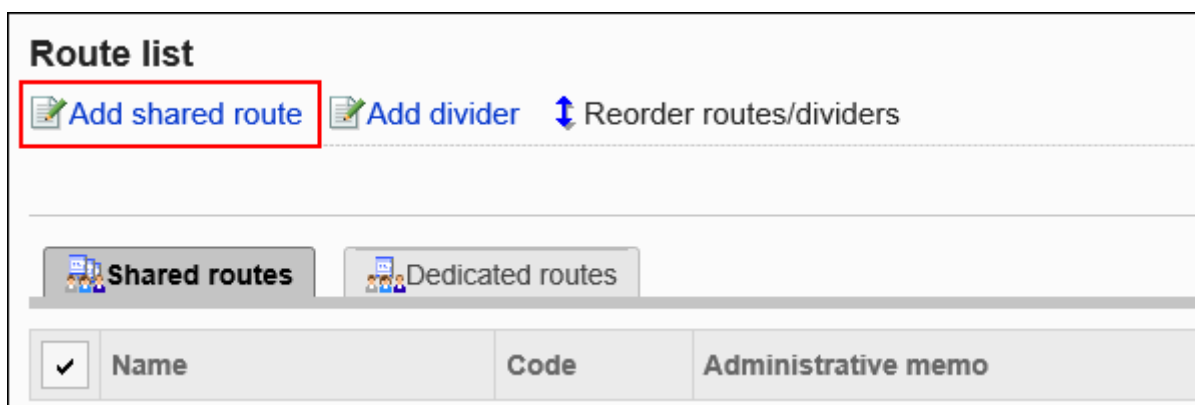 Route list
Add shared route Add divider Reorder routes/dividers
Shared routes Dedicated routes
Name Code Administrative memo